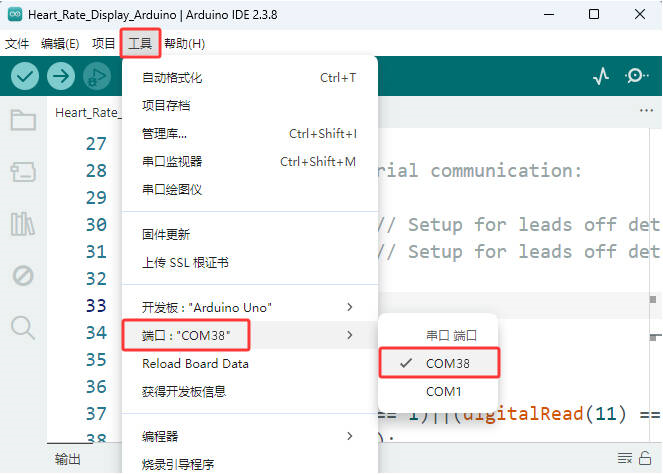 Heart_Rate_Display_Arduino | Arduino IDE 2.3.8
文件 编辑(E) 项目 工具 帮助(H)
自动格式化 Ctrl+T
项目存档
管理库... Ctrl+Shift+I
串口监视器 Ctrl+Shift+M
串口绘图仪
固件更新
上传 SSL 根证书
开发板 : "Arduino Uno"
端口 : "COM38"
Reload Board Data
获得开发板信息
编程器
烧录引导程序
串口 端口
COM38
COM1
Heart_Rate_
27
28 rial communication:
29
30 // Setup for leads off det
31 // Setup for leads off det
32
33
34
35
36
37 == 1)||(digitalRead(11) ==
38 );
输出